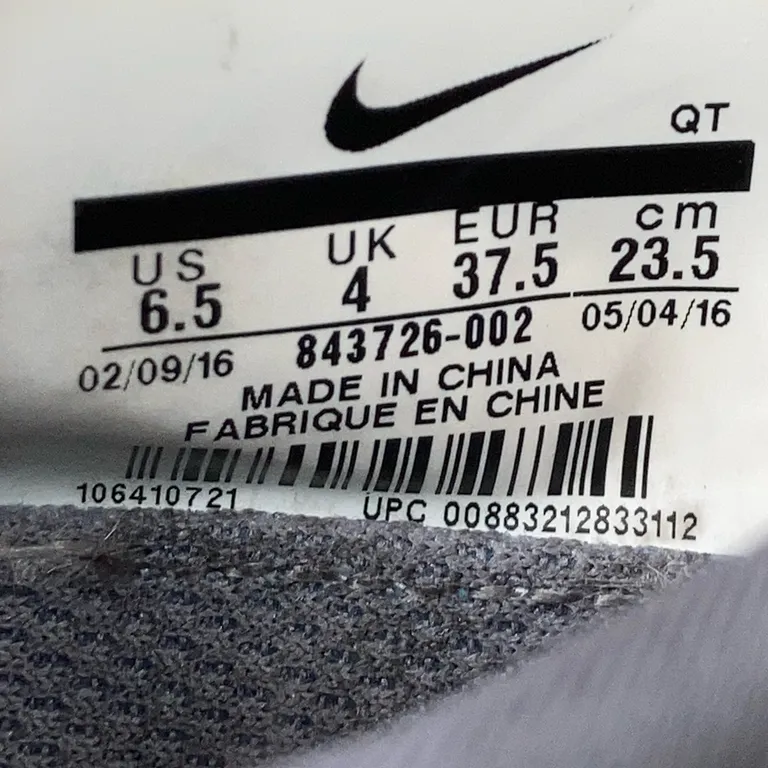 QT
US UK EUR cm
6.5 4 37.5 23.5
02/09/16 843726-002 05/04/16
MADE IN CHINA
FABRIQUE EN CHINE
106410721 UPC 00883212833112